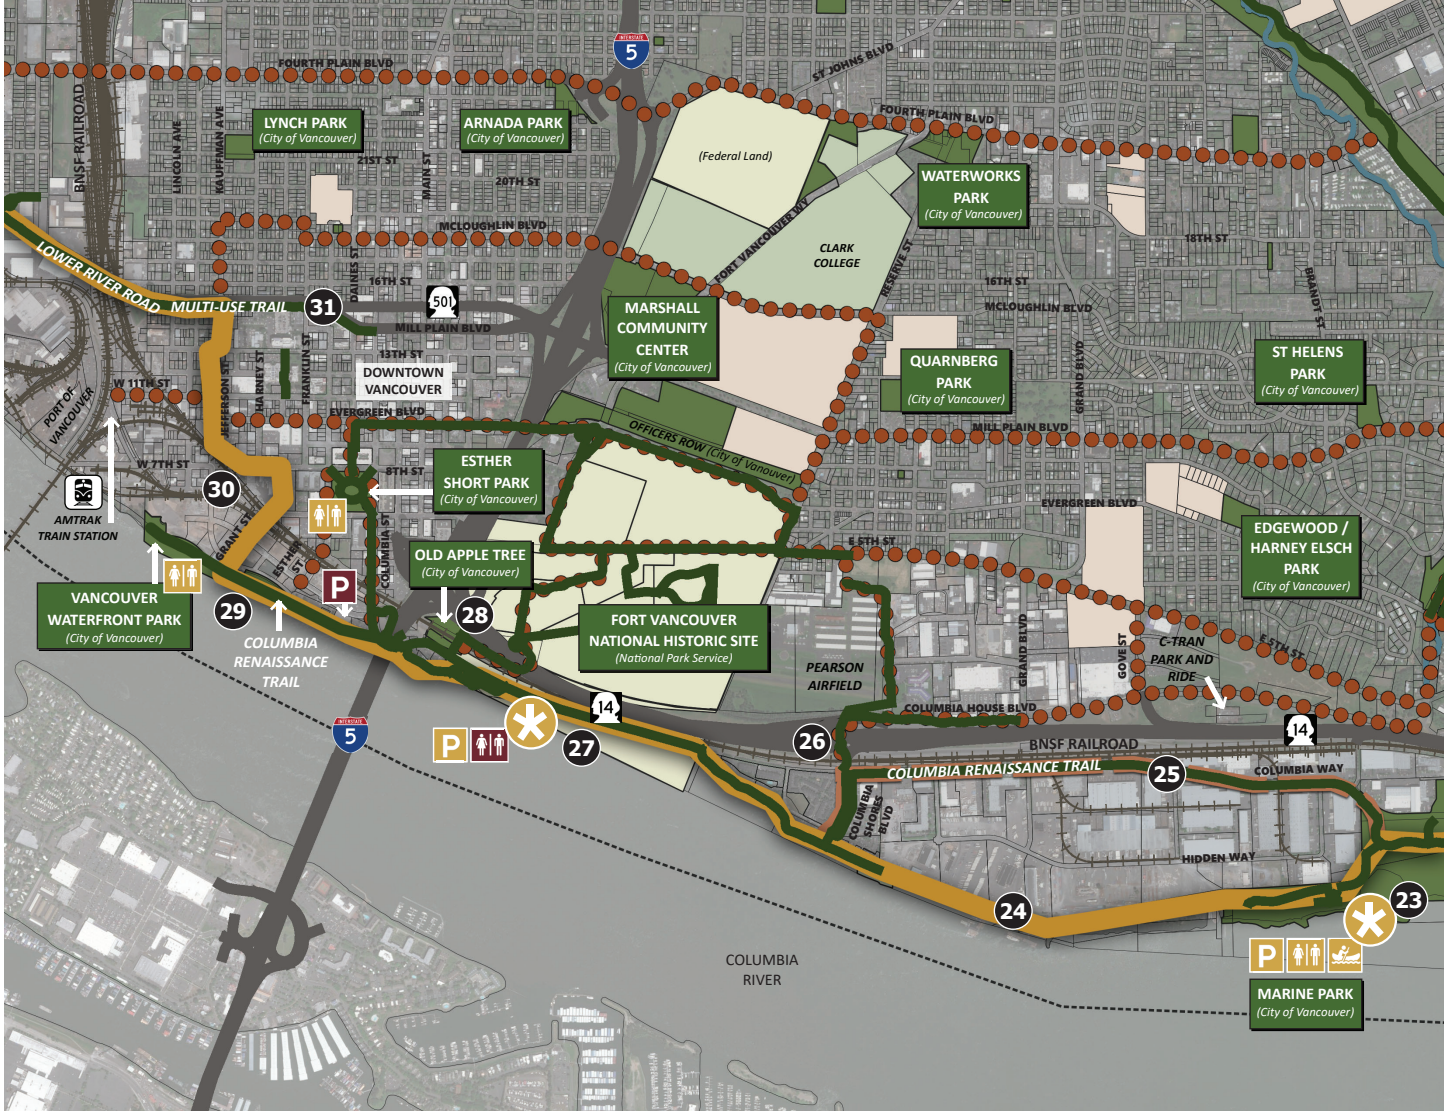 INTERSTATE
5
ST JOHNS BLVD
FOURTH PLAIN BLVD
BNSF RAILROAD
LINCOLN AVE
KAUFFMAN AVE
LYNCH PARK
(City of Vancouver)
21ST ST
MAIN ST
ARNADA PARK
(City of Vancouver)
20TH ST
(Federal Land)
FOURTH PLAIN BLVD
WATERWORKS
PARK
(City of Vancouver)
MCLOUGHLIN BLVD
FORT VANCOUVER WY
CLARK
COLLEGE
RESERVE ST
18TH ST
LOWER RIVER ROAD
MULTI-USE TRAIL
31
DAINES ST
16TH ST
501
MILL PLAIN BLVD
MARSHALL
COMMUNITY
CENTER
(City of Vancouver)
16TH ST
MCLOUGHLIN BLVD
BRANDT ST
13TH ST
DOWNTOWN
VANCOUVER
HARNEY ST
FRANKLIN ST
JEFFERSON ST
W 11TH ST
PORT OF
VANCOUVER
EVERGREEN BLVD
OFFICERS ROW (City of Vanouver)
QUARNBERG
PARK
(City of Vancouver)
GRAND BLVD
MILL PLAIN BLVD
ST HELENS
PARK
(City of Vancouver)
W 7TH ST
8TH ST
ESTHER
SHORT PARK
(City of Vancouver)
EVERGREEN BLVD
30
AMTRAK
TRAIN STATION
GRANT ST
ESTHER
ST
COLUMBIA ST
OLD APPLE TREE
(City of Vancouver)
E 5TH ST
EDGEWOOD /
HARNEY ELSCH
PARK
(City of Vancouver)
P
VANCOUVER
WATERFRONT PARK
(City of Vancouver)
29
28
COLUMBIA
RENAISSANCE
TRAIL
FORT VANCOUVER
NATIONAL HISTORIC SITE
(National Park Service)
PEARSON
AIRFIELD
GRAND BLVD
GOVE ST
C-TRAN
PARK AND
RIDE
E 5TH ST
INTERSTATE
5
14
COLUMBIA HOUSE BLVD
14
P
27
26
BNSF RAILROAD
COLUMBIA RENAISSANCE TRAIL
25
COLUMBIA WAY
COLUMBIA
SHORES
BLVD
HIDDEN WAY
24
23
COLUMBIA
RIVER
P
MARINE PARK
(City of Vancouver)